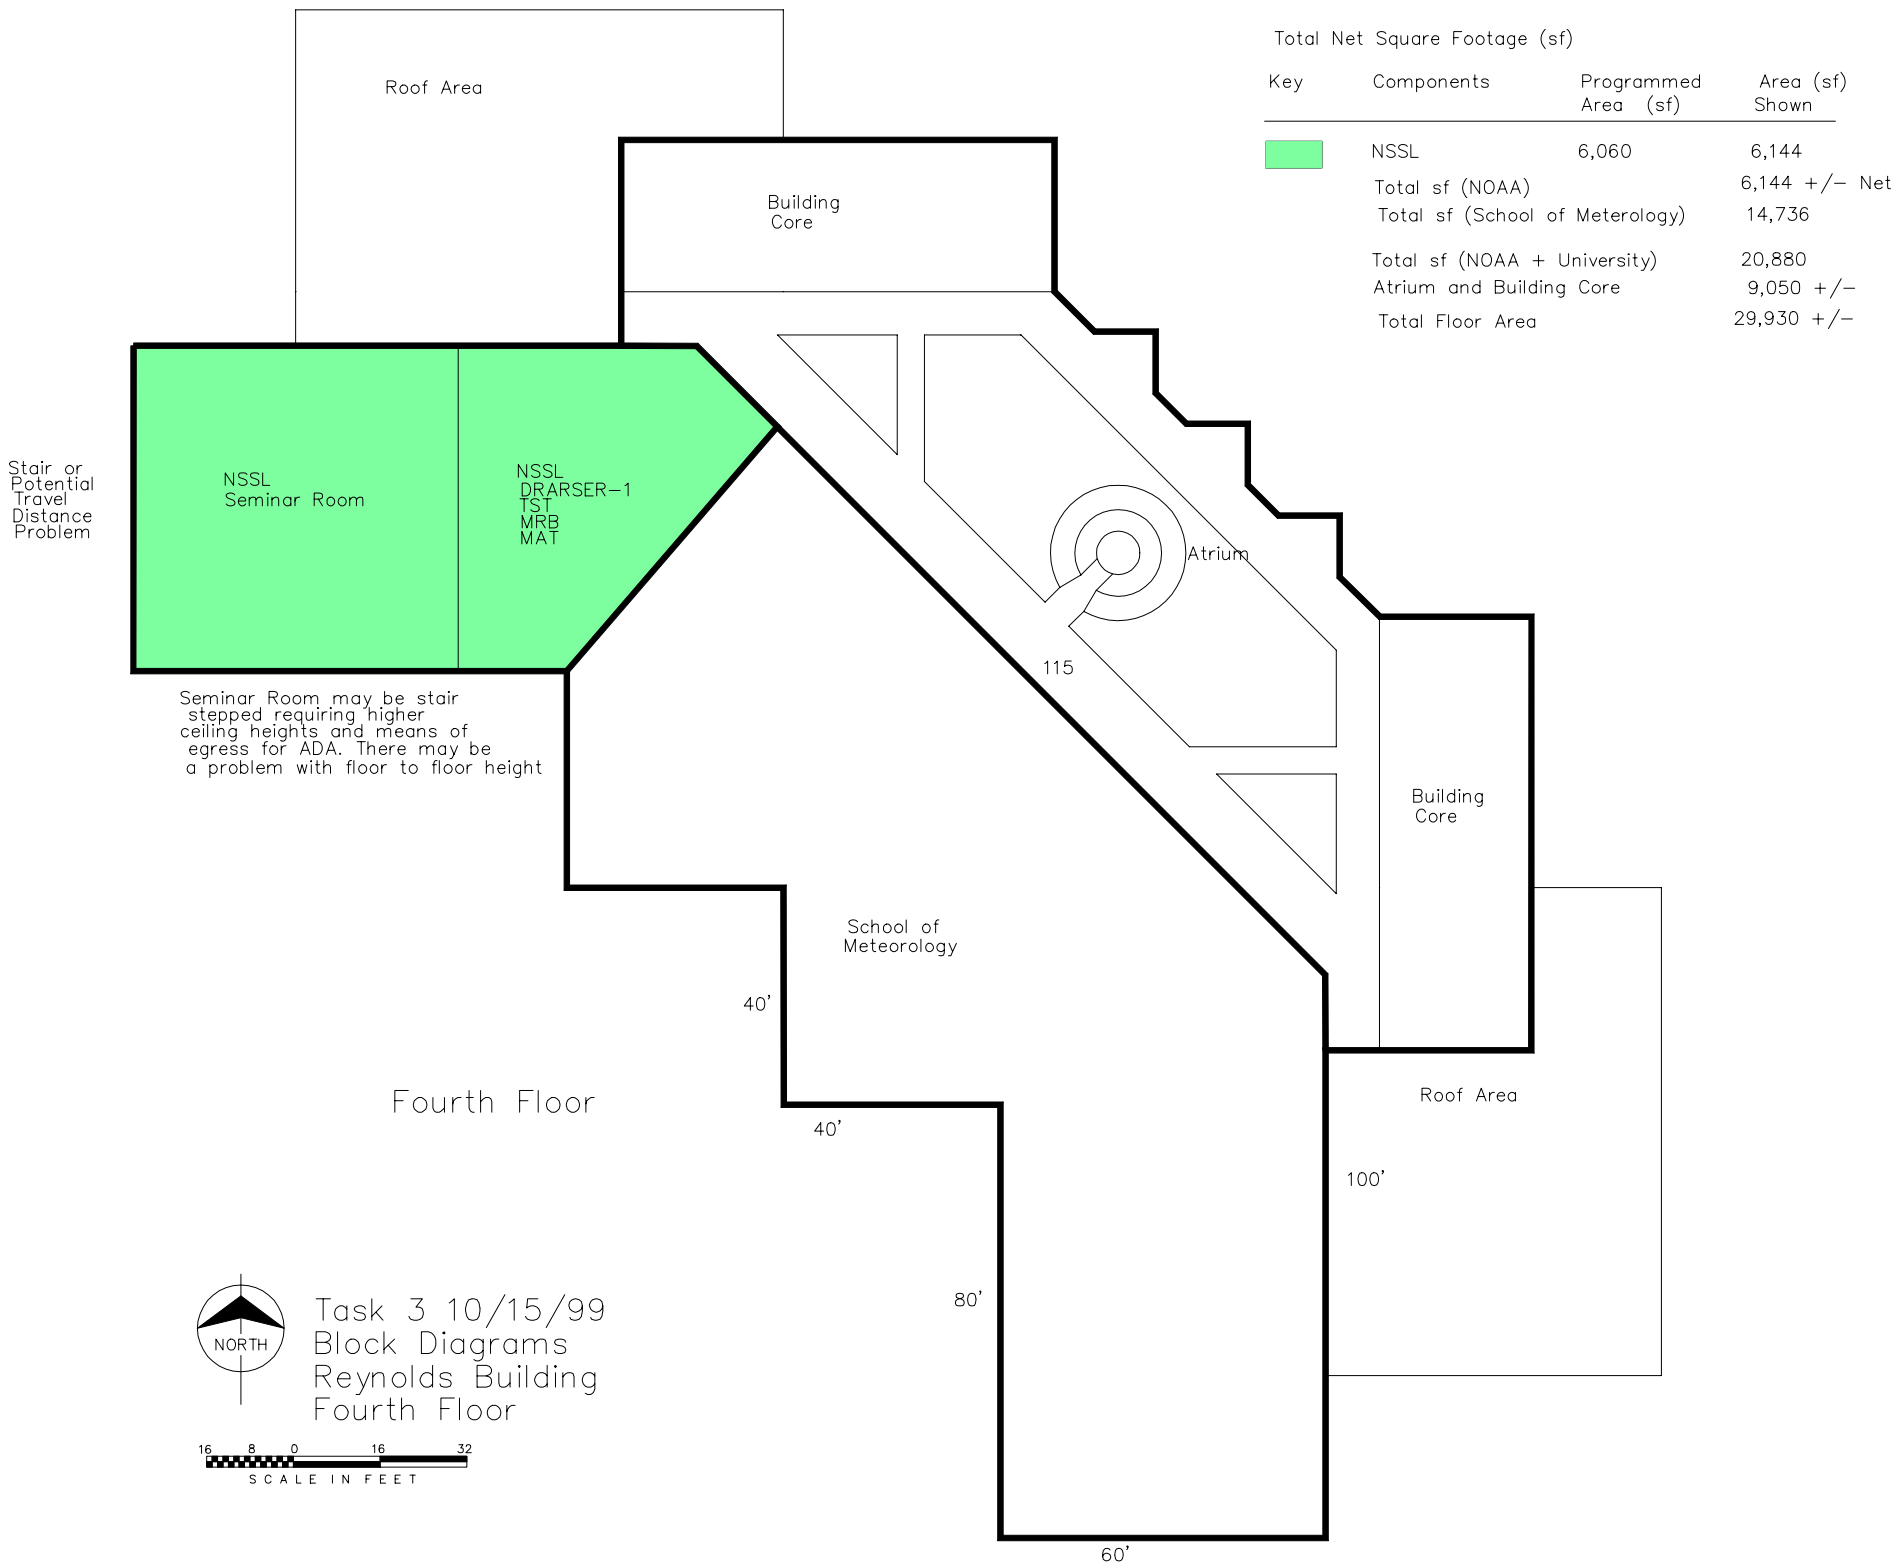 Total Net Square Footage (sf)
Key Components Programmed Area (sf)
Area (sf) Shown
NSSL 6,060 6,144
Total sf (NOAA) 6,144 +/- Net
Total sf (School of Meterology) 14,736
Total sf (NOAA + University) 20,880
Atrium and Building Core 9,050 +/-
Total Floor Area 29,930 +/-
Roof Area
Building
Core
Stair or
Potential
Travel
Distance
Problem
NSSL
Seminar Room
NSSL
DRARSER-1
TST
MRB
MAT
Atrium
115
Seminar Room may be stair
stepped requiring higher
ceiling heights and means of
egress for ADA. There may be
a problem with floor to floor height
Building
Core
School of
Meteorology
40'
Fourth Floor
40'
Roof Area
100'
80'
60'
NORTH
Task 3 10/15/99
Block Diagrams
Reynolds Building
Fourth Floor
16 8 0 16 32
SCALE IN FEET